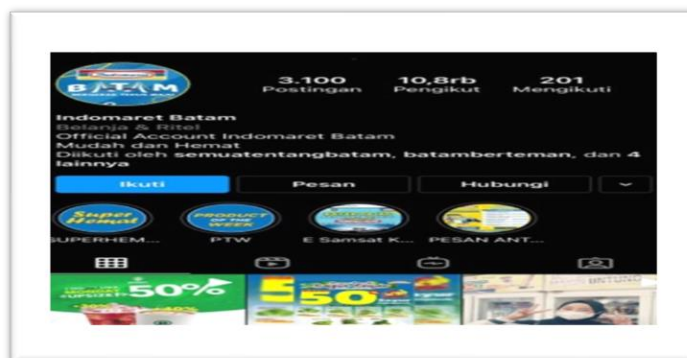 BATAM
3.100 10,8rb 201
Postingan Pengikut Mengikuti
Indomaret Batam
Belanja & Ritel
Official Account Indomaret Batam
Mudah dan Hemat
Diikuti oleh semuatentangbatam, batamberteman, dan 4
lainnya
Ikuti Pesan Hubungi
Super Hemat
PRODUCT OF THE WEEK
SUPERHEM... PTW E Samsat K... PESAN ANT...
50%
50